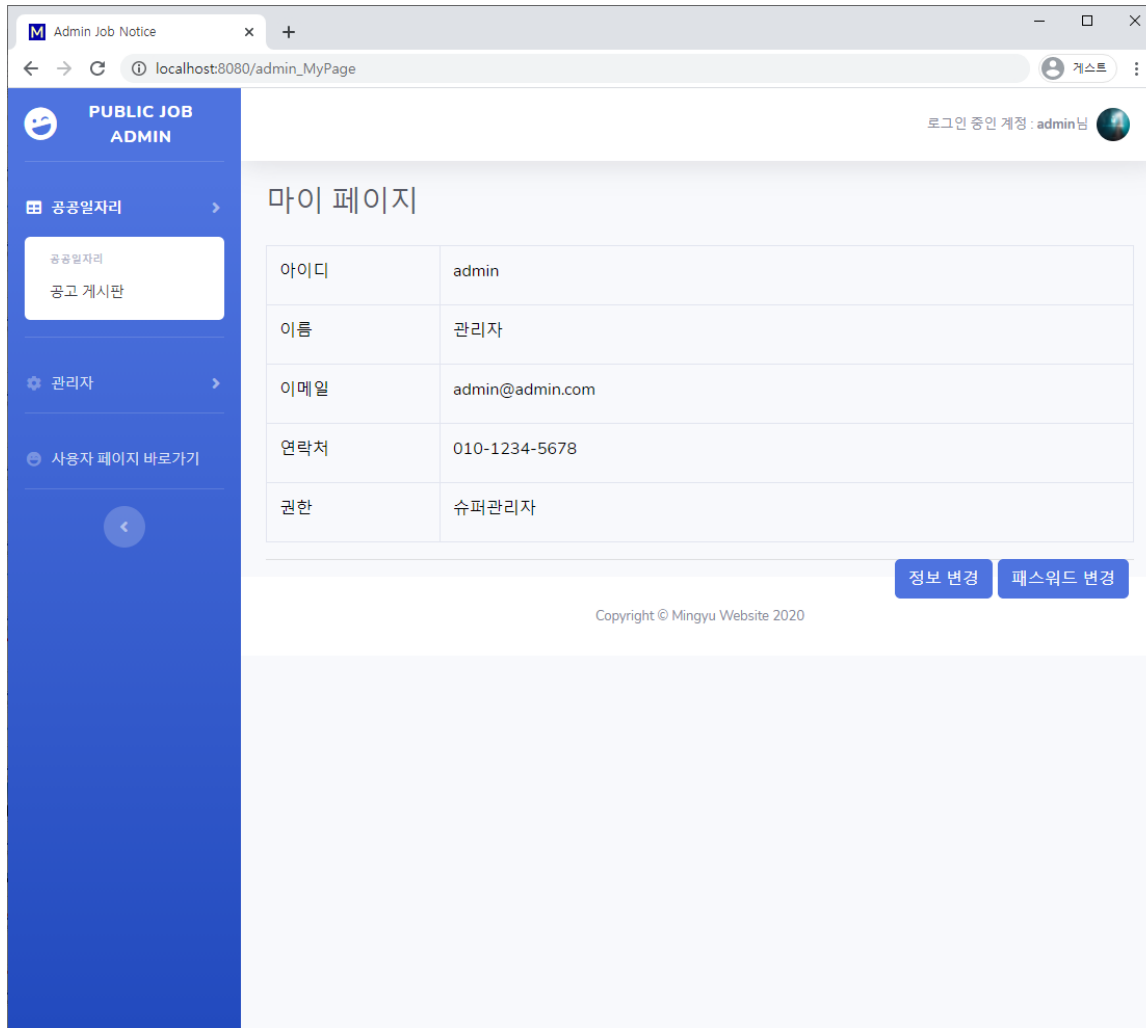 M Admin Job Notice
localhost:8080/admin_MyPage
게스트
PUBLIC JOB
ADMIN
로그인 중인 계정 : admin님
공공일자리
공공일자리
공고 게시판
관리자
사용자 페이지 바로가기
마이 페이지
아이디 admin
이름 관리자
이메일 admin@admin.com
연락처 010-1234-5678
권한 슈퍼관리자
정보 변경 패스워드 변경
Copyright © Mingyu Website 2020